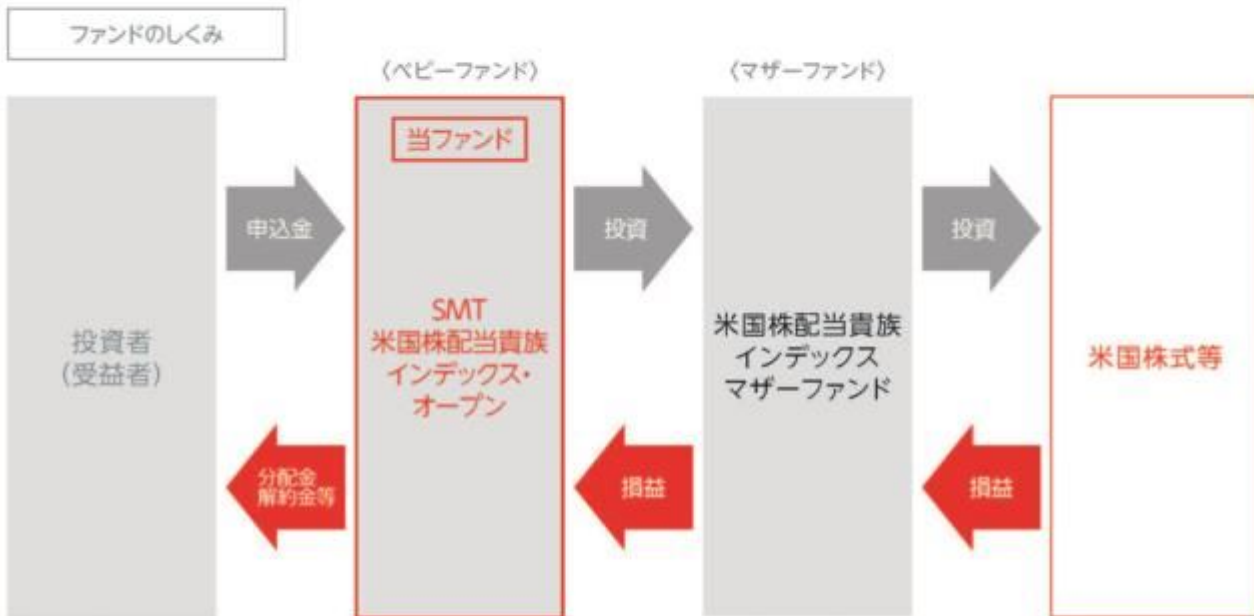 ファンドのしくみ
〈ベビーファンド〉
〈マザーファンド〉
当ファンド
申込金
投資
投資
投資者
(受益者)
SMT
米国株配当貴族
インデックス・
オープン
米国株配当貴族
インデックス
マザーファンド
米国株式等
分配金
解約金等
損益
損益